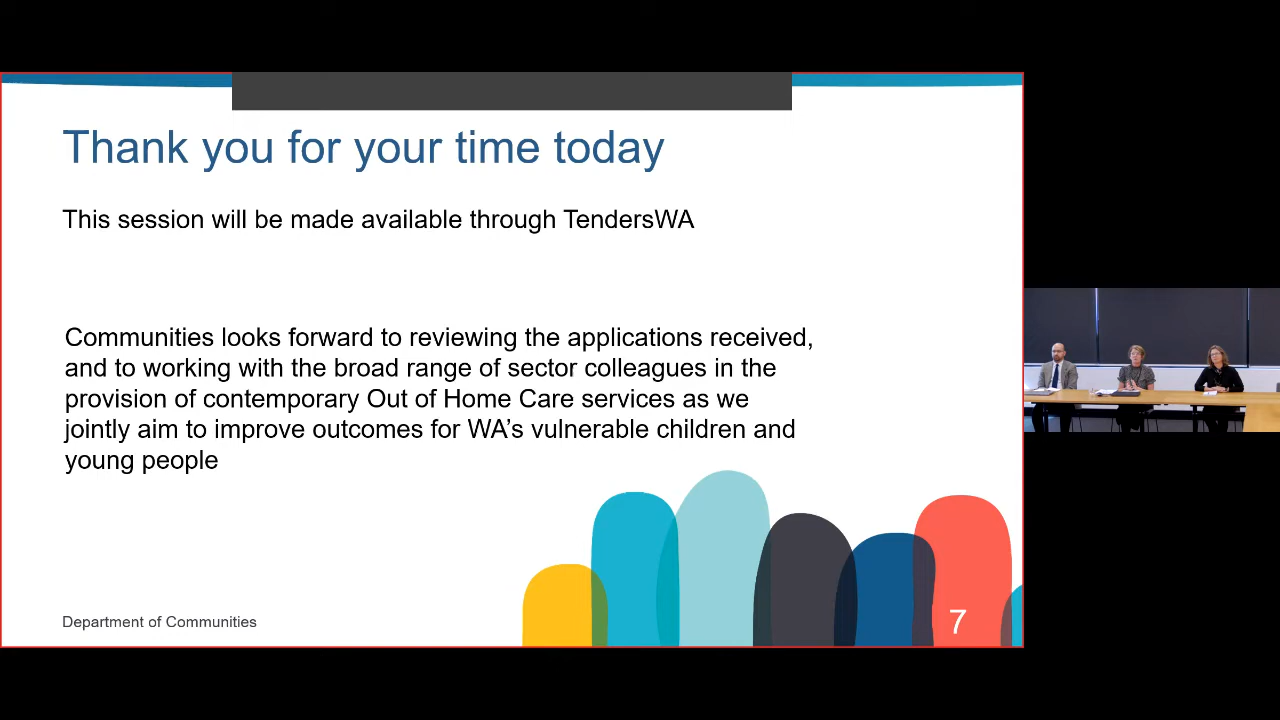 Thank you for your time today
This session will be made available through TendersWA
Communities looks forward to reviewing the applications received,
and to working with the broad range of sector colleagues in the
provision of contemporary Out of Home Care services as we
jointly aim to improve outcomes for WA’s vulnerable children and
young people
Department of Communities
7